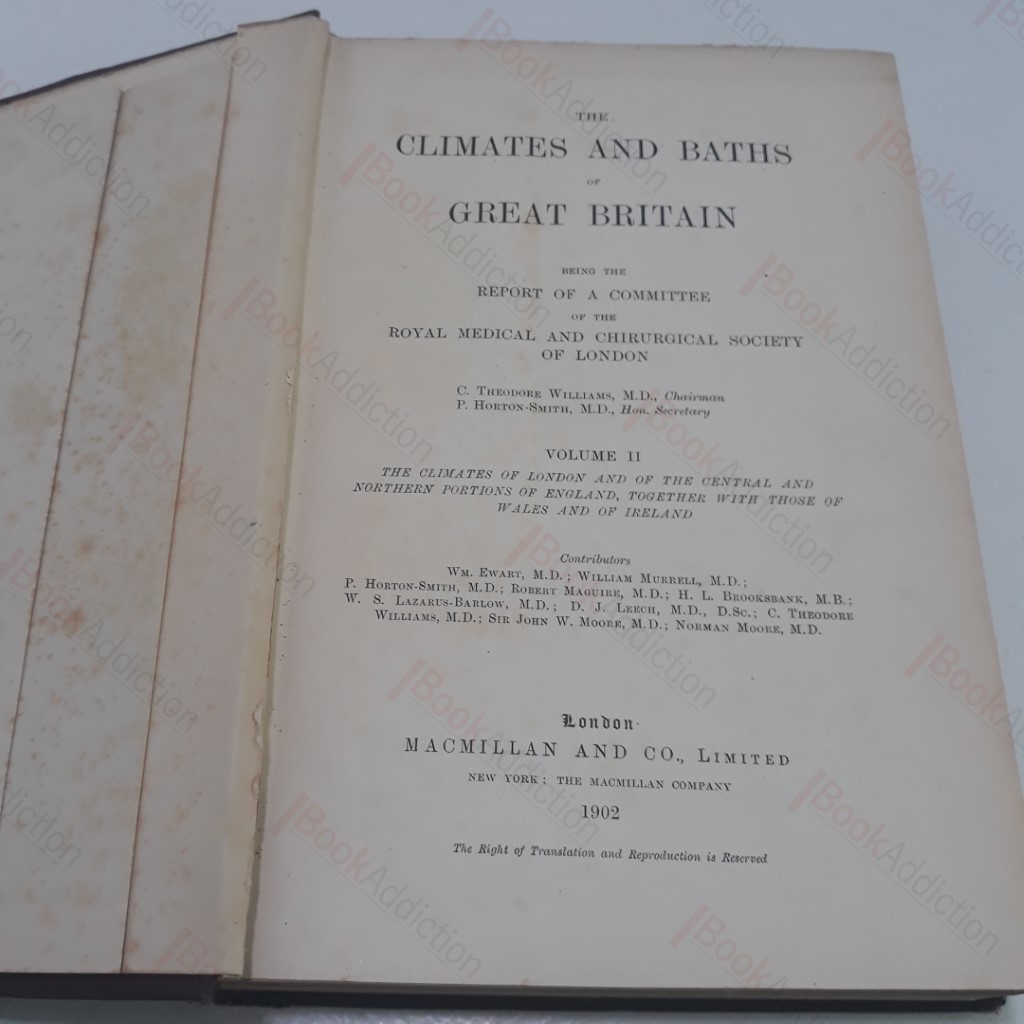 THE
CLIMATES AND BATHS
OF
GREAT BRITAIN
BEING THE
REPORT OF A COMMITTEE
OF THE
ROYAL MEDICAL AND CHIRURGICAL SOCIETY
OF LONDON
C. THEODORE WILLIAMS, M.D., Chairman
P. HORTON-SMITH, M.D., Hon. Secretary
VOLUME II
THE CLIMATES OF LONDON AND OF THE CENTRAL AND
NORTHERN PORTIONS OF ENGLAND, TOGETHER WITH THOSE OF
WALES AND OF IRELAND
Contributors
WM. EWART, M.D.; WILLIAM MURRELL, M.D.;
P. HORTON-SMITH, M.D.; ROBERT MAGUIRE, M.D.; H. L. BROOKSBANK, M.B.;
W. S. LAZARUS-BARLOW, M.D.; D. J. LEECH, M.D., D.SC.; C. THEODORE
WILLIAMS, M.D.; SIR JOHN W. MOORE, M.D.; NORMAN MOORE, M.D.
London
MACMILLAN AND CO., LIMITED
NEW YORK: THE MACMILLAN COMPANY
1902
The Right of Translation and Reproduction is Reserved
BookAddiction